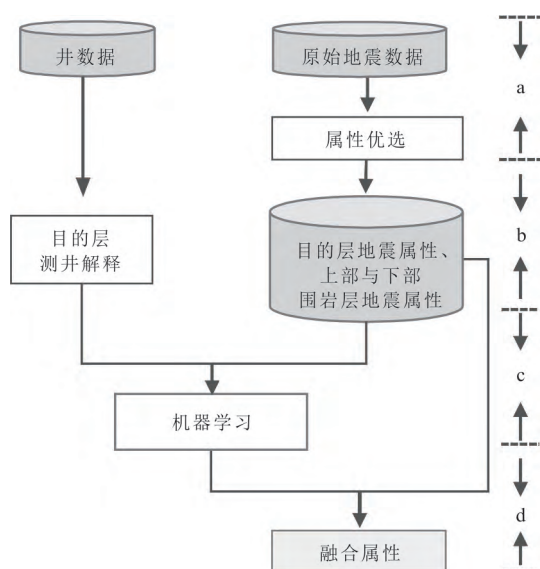 井数据
原始地震数据
a
属性优选
b
目的层
测井解释
目的层地震属性、
上部与下部
围岩层地震属性
c
机器学习
d
融合属性